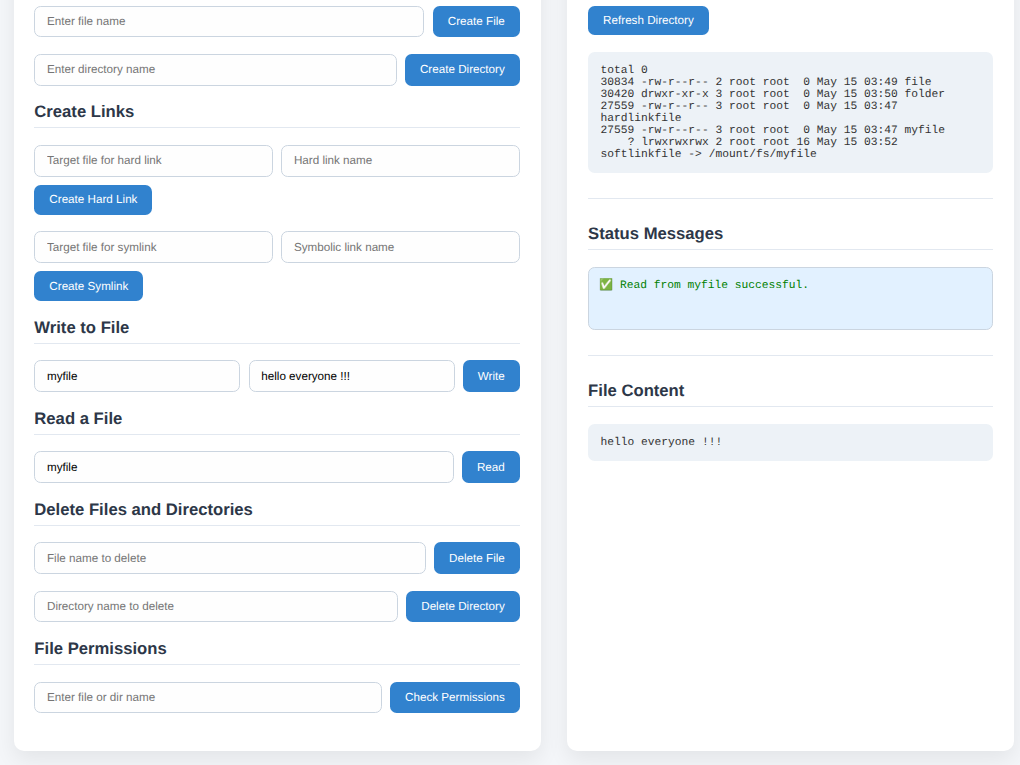 Enter file name
Create File
Enter directory name
Create Directory
Create Links
Target file for hard link
Hard link name
Create Hard Link
Target file for symlink
Symbolic link name
Create Symlink
Write to File
myfile
hello everyone !!!
Write
Read a File
myfile
Read
Delete Files and Directories
File name to delete
Delete File
Directory name to delete
Delete Directory
File Permissions
Enter file or dir name
Check Permissions
Refresh Directory
total 0
30834 -rw-r--r-- 2 root root  0 May 15 03:49 file
30420 drwxr-xr-x 3 root root  0 May 15 03:50 folder
27559 -rw-r--r-- 3 root root  0 May 15 03:47
hardlinkfile
27559 -rw-r--r-- 3 root root  0 May 15 03:47 myfile
    ? lrwxrwxrwx 2 root root 16 May 15 03:52
softlinkfile -> /mount/fs/myfile
Status Messages
✅ Read from myfile successful.
File Content
hello everyone !!!